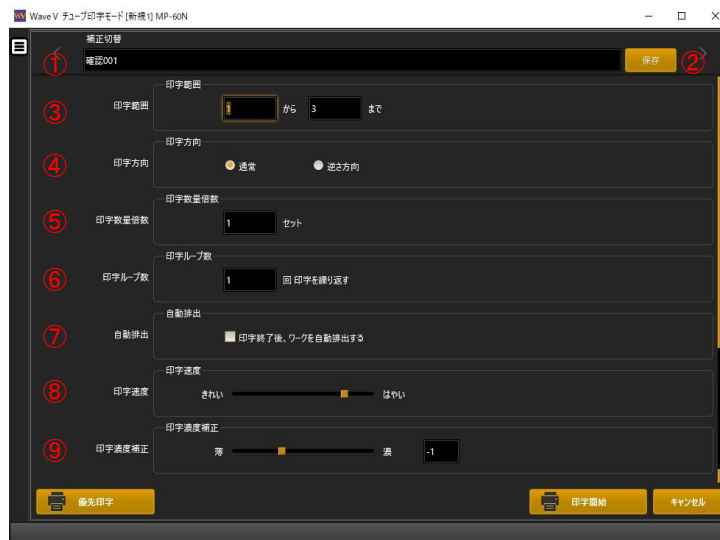 WV Wave V チューブ印字モード [新規1] MP-60N
補正切替
① 確認001 保存 ②
印字範囲
③ 印字範囲 1 から 3 まで
印字方向
④ 印字方向 通常 逆さ方向
印字数量倍数
⑤ 印字数量倍数 1 セット
印字ループ数
⑥ 印字ループ数 1 回 印字を繰り返す
自動排出
⑦ 自動排出 印字終了後、ワークを自動排出する
印字速度
⑧ 印字速度 きれい はやい
印字濃度補正
⑨ 印字濃度補正 薄 濃 -1
優先印字 印字開始 キャンセル